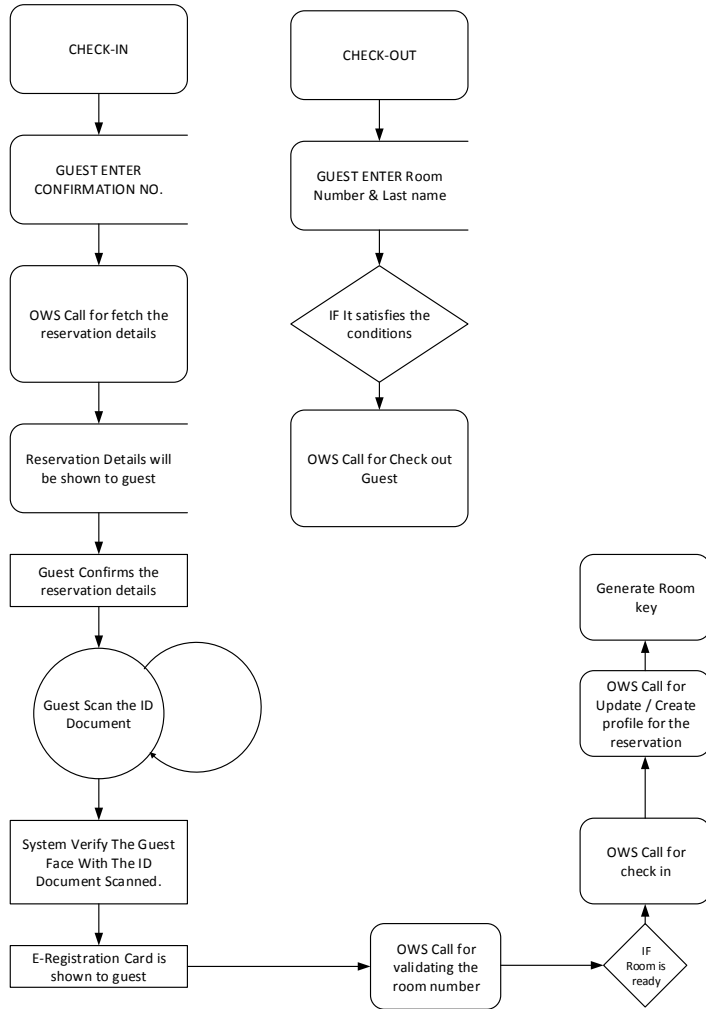 CHECK-IN
GUEST ENTER
CONFIRMATION NO.
OWS Call for fetch the
reservation details
Reservation Details will
be shown to guest
Guest Confirms the
reservation details
Guest Scan the ID
Document
System Verify The Guest
Face With The ID
Document Scanned.
E-Registration Card is
shown to guest
OWS Call for
validating the
room number
IF
Room is
ready
OWS Call for
check in
OWS Call for
Update / Create
profile for the
reservation
Generate Room
key
CHECK-OUT
GUEST ENTER Room
Number & Last name
IF It satisfies the
conditions
OWS Call for Check out
Guest